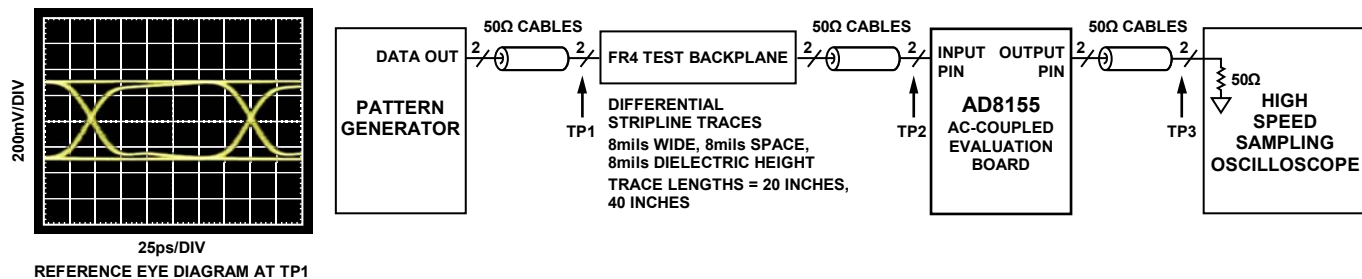 200mV/DIV
25ps/DIV
REFERENCE EYE DIAGRAM AT TP1
DATA OUT
PATTERN
GENERATOR
2
50Ω CABLES
2
TP1
FR4 TEST BACKPLANE
DIFFERENTIAL
STRIPLINE TRACES
8mils WIDE, 8mils SPACE,
8mils DIELECTRIC HEIGHT
TRACE LENGTHS = 20 INCHES,
40 INCHES
2
50Ω CABLES
2
TP2
INPUT
PIN
OUTPUT
PIN
AD8155
AC-COUPLED
EVALUATION
BOARD
2
50Ω CABLES
2
TP3
50Ω
HIGH
SPEED
SAMPLING
OSCILLOSCOPE